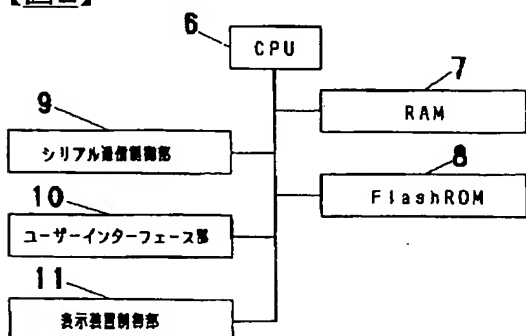 6
CPU
7
RAM
9
シリアル通信制御部
8
FlashROM
10
ユーザーインターフェース部
11
表示装置制御部